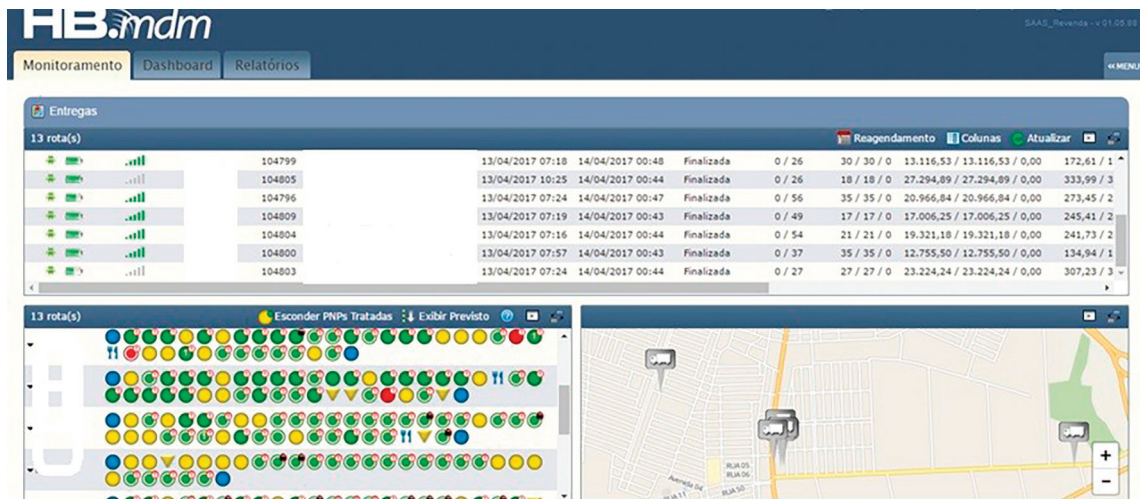 HB.mdm
SAAS_Revenda - v 01.05.88
Monitoramento Dashboard Relatórios
«MENU
Entregas
13 rota(s) Reagendamento Colunas Atualizar
104799 13/04/2017 07:18 14/04/2017 00:48 Finalizada 0 / 26 30 / 30 / 0 13.116,53 / 13.116,53 / 0,00 172,61 / 1
104805 13/04/2017 10:25 14/04/2017 00:44 Finalizada 0 / 26 18 / 18 / 0 27.294,89 / 27.294,89 / 0,00 333,99 / 3
104796 13/04/2017 07:24 14/04/2017 00:47 Finalizada 0 / 56 35 / 35 / 0 20.966,84 / 20.966,84 / 0,00 273,45 / 2
104809 13/04/2017 07:19 14/04/2017 00:43 Finalizada 0 / 49 17 / 17 / 0 17.006,25 / 17.006,25 / 0,00 245,41 / 2
104804 13/04/2017 07:16 14/04/2017 00:44 Finalizada 0 / 54 21 / 21 / 0 19.321,18 / 19.321,18 / 0,00 241,73 / 2
104800 13/04/2017 07:57 14/04/2017 00:43 Finalizada 0 / 37 35 / 35 / 0 12.755,50 / 12.755,50 / 0,00 134,94 / 1
104803 13/04/2017 07:24 14/04/2017 00:44 Finalizada 0 / 27 27 / 27 / 0 23.224,24 / 23.224,24 / 0,00 307,23 / 3
13 rota(s) Esconder PNPs Tratadas Exibir Previsto
RUA 05
RUA 06
Avenida 04
RUA 11
RUA 50
+
−